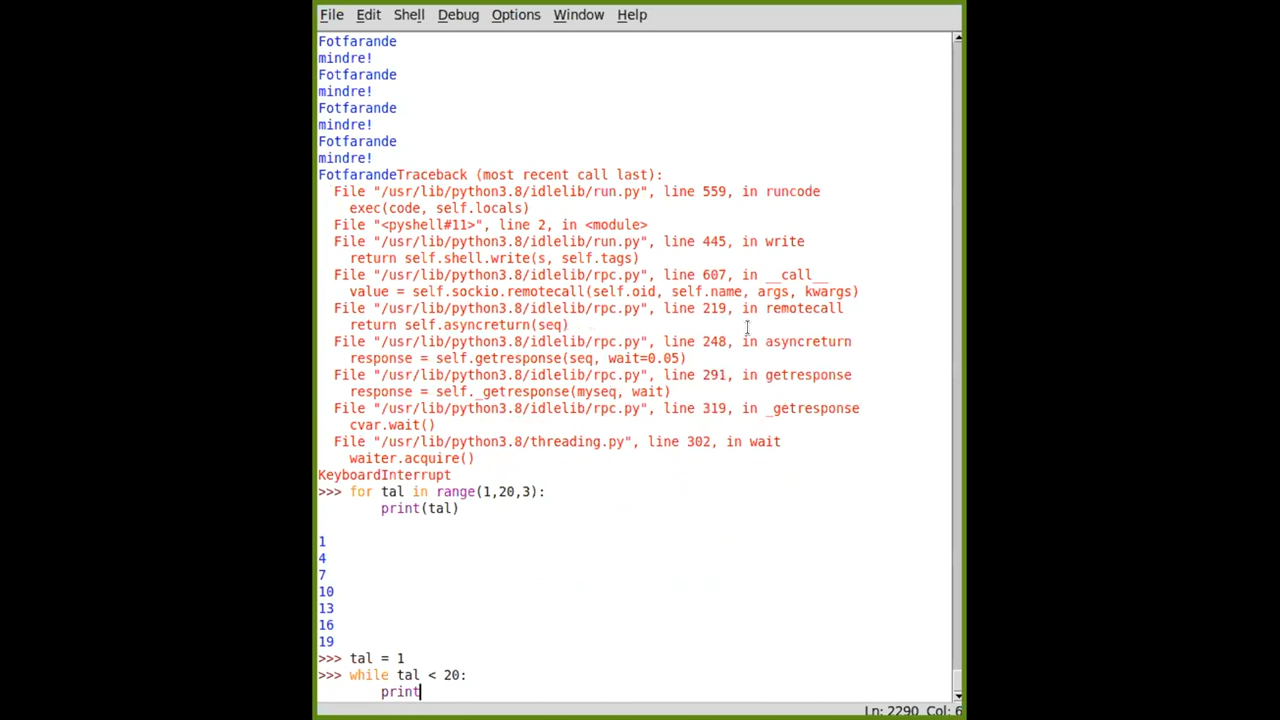 File Edit Shell Debug Options Window Help
Fotfarande
mindre!
Fotfarande
mindre!
Fotfarande
mindre!
Fotfarande
mindre!
FotfarandeTraceback (most recent call last):
  File "/usr/lib/python3.8/idlelib/run.py", line 559, in runcode
    exec(code, self.locals)
  File "<pyshell#11>", line 2, in <module>
  File "/usr/lib/python3.8/idlelib/run.py", line 445, in write
    return self.shell.write(s, self.tags)
  File "/usr/lib/python3.8/idlelib/rpc.py", line 607, in __call__
    value = self.sockio.remotecall(self.oid, self.name, args, kwargs)
  File "/usr/lib/python3.8/idlelib/rpc.py", line 219, in remotecall
    return self.asyncreturn(seq)
  File "/usr/lib/python3.8/idlelib/rpc.py", line 248, in asyncreturn
    response = self.getresponse(seq, wait=0.05)
  File "/usr/lib/python3.8/idlelib/rpc.py", line 291, in getresponse
    response = self._getresponse(myseq, wait)
  File "/usr/lib/python3.8/idlelib/rpc.py", line 319, in _getresponse
    cvar.wait()
  File "/usr/lib/python3.8/threading.py", line 302, in wait
    waiter.acquire()
KeyboardInterrupt
>>> for tal in range(1,20,3):
        print(tal)
1
4
7
10
13
16
19
>>> tal = 1
>>> while tal < 20:
        print
Ln: 2290 Col: 6